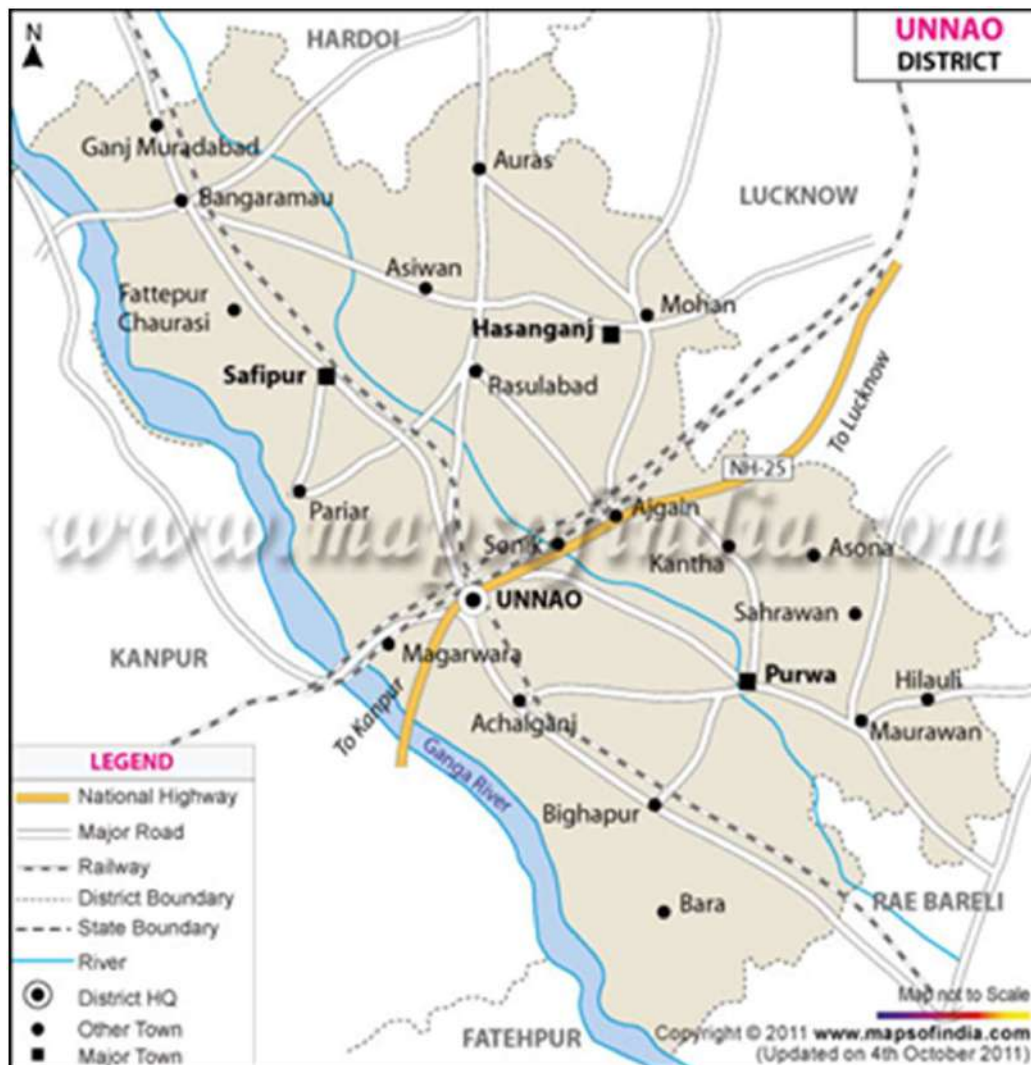 UNNAO
DISTRICT
N
HARDOI
Ganj Muradabad
Auras
LUCKNOW
Bangaramau
Asiwan
Fattepur
Chaurasi
Mohan
Hasanganj
Safipur
Rasulabad
To Lucknow
NH-25
Pariar
Ajgain
www.mapsofindia.com
Sonik
Kantha
Asona
UNNAO
Sahrawan
KANPUR
Magarwara
Purwa
Hilauli
To Kanpur
Achalganj
Maurawan
Ganga River
Bighapur
Bara
RAE BARELI
FATEHPUR
LEGEND
National Highway
Major Road
Railway
District Boundary
State Boundary
River
District HQ
Other Town
Major Town
Map not to Scale
Copyright © 2011 www.mapsofindia.com
(Updated on 4th October 2011)